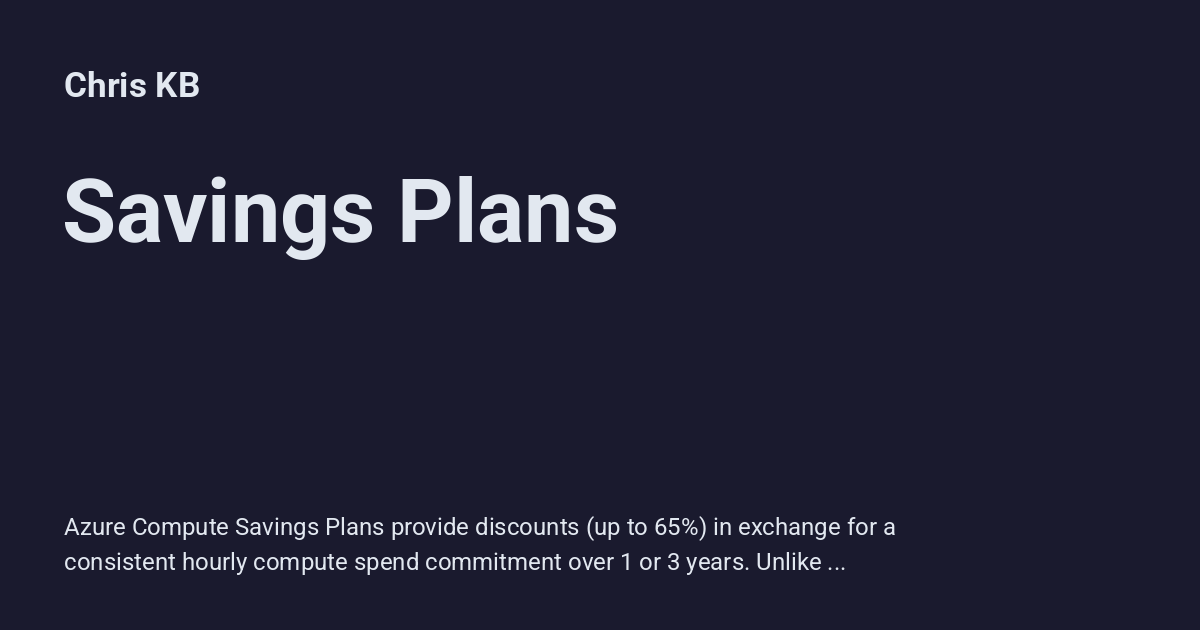 Chris KB
Savings Plans
Azure Compute Savings Plans provide discounts (up to 65%) in exchange for a
consistent hourly compute spend commitment over 1 or 3 years. Unlike ...